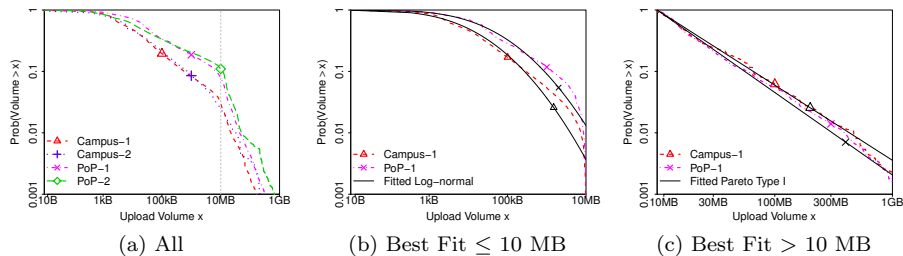 Prob(Volume > x)
1
0.1
0.01
0.001
Campus−1
Campus−2
PoP−1
PoP−2
10B
1kB
100kB
10MB
1GB
Upload Volume x
(a) All
Prob(Volume > x)
1
0.1
0.01
0.001
Campus−1
PoP−1
Fitted Log−normal
10B
1kB
100kB
10MB
Upload Volume x
(b) Best Fit ≤ 10 MB
Prob(Volume > x)
1
0.1
0.01
0.001
Campus−1
PoP−1
Fitted Pareto Type I
10MB
30MB
100MB
300MB
1GB
Upload Volume x
(c) Best Fit > 10 MB